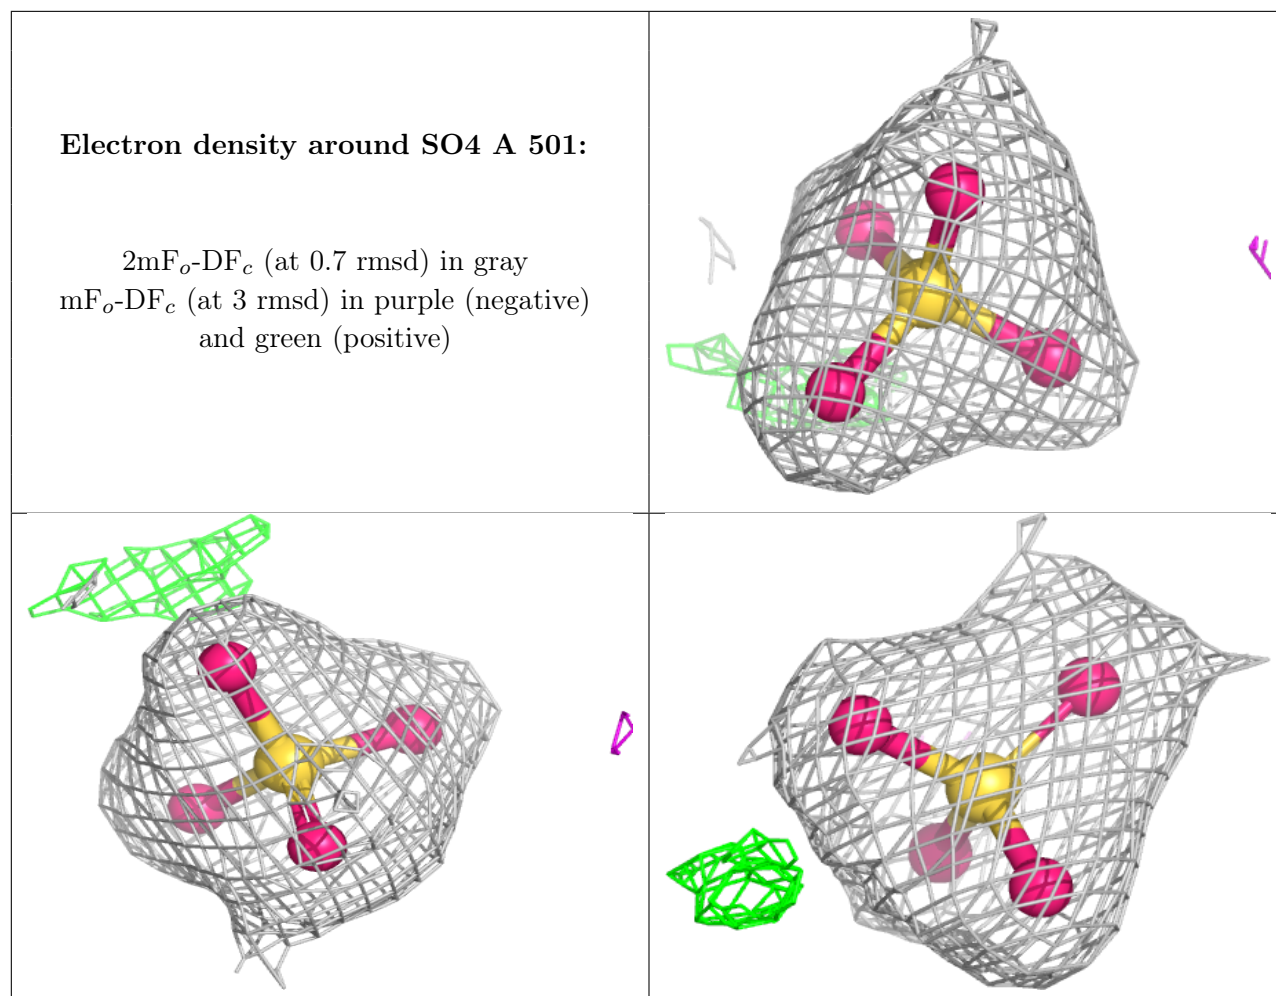 Electron density around SO4 A 501:
2mFₒ-DF𝑐 (at 0.7 rmsd) in gray
mFₒ-DF𝑐 (at 3 rmsd) in purple (negative)
and green (positive)